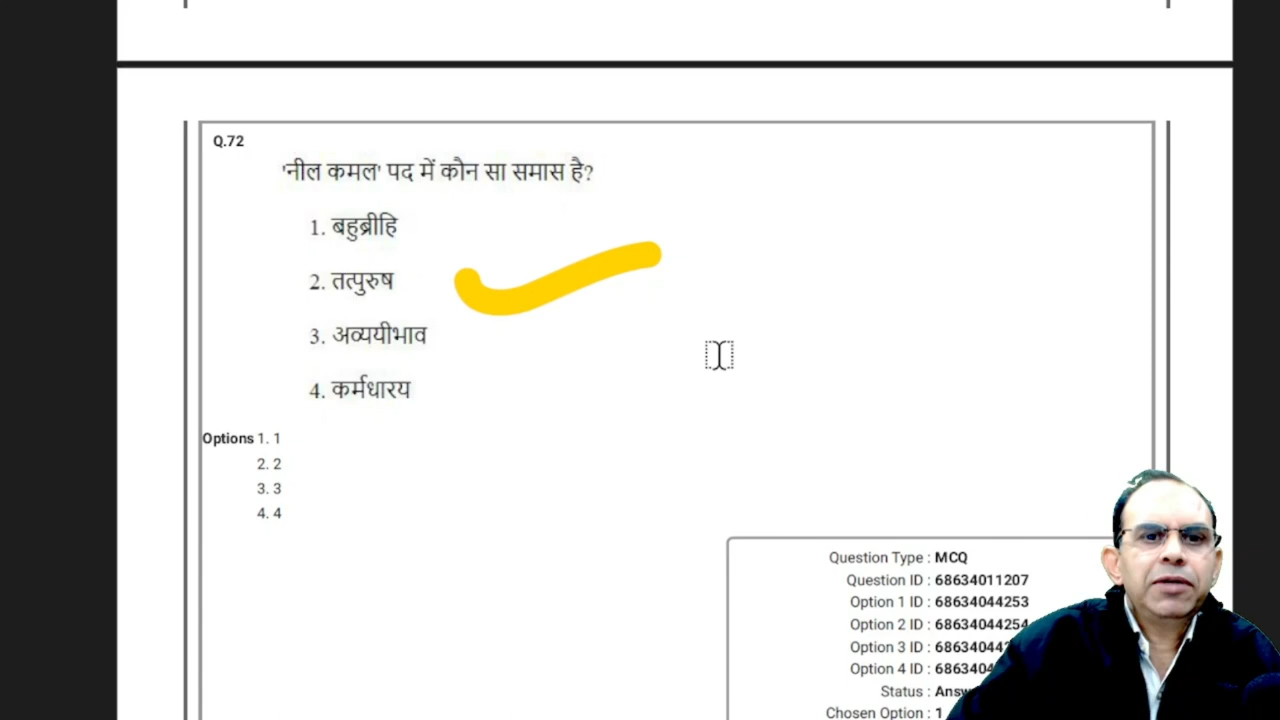 Q.72
'नील कमल' पद में कौन सा समास है?
1. बहुब्रीहि
2. तत्पुरुष
3. अव्ययीभाव
4. कर्मधारय
Options 1. 1
2. 2
3. 3
4. 4
Question Type : MCQ
Question ID : 68634011207
Option 1 ID : 68634044253
Option 2 ID : 68634044254
Option 3 ID :
Option 4 ID :
Status :
Chosen Option : 1